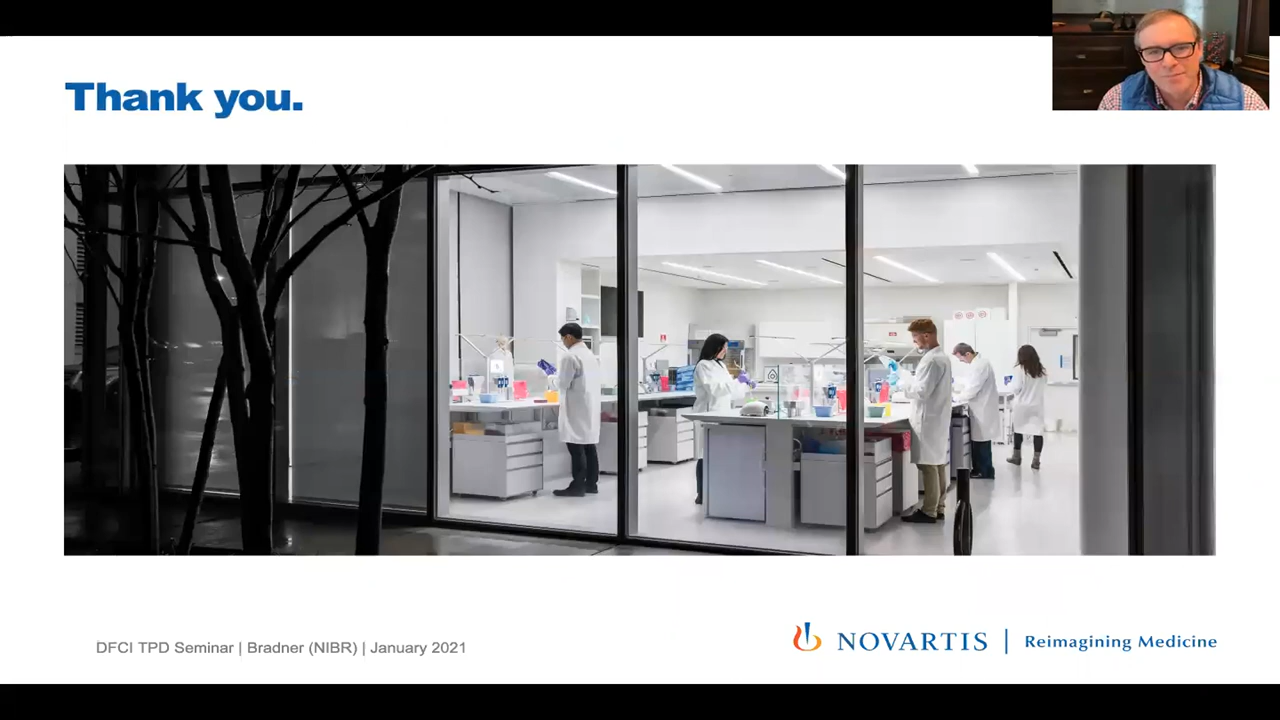 Thank you.
DFCI TPD Seminar | Bradner (NIBR) | January 2021
NOVARTIS | Reimagining Medicine